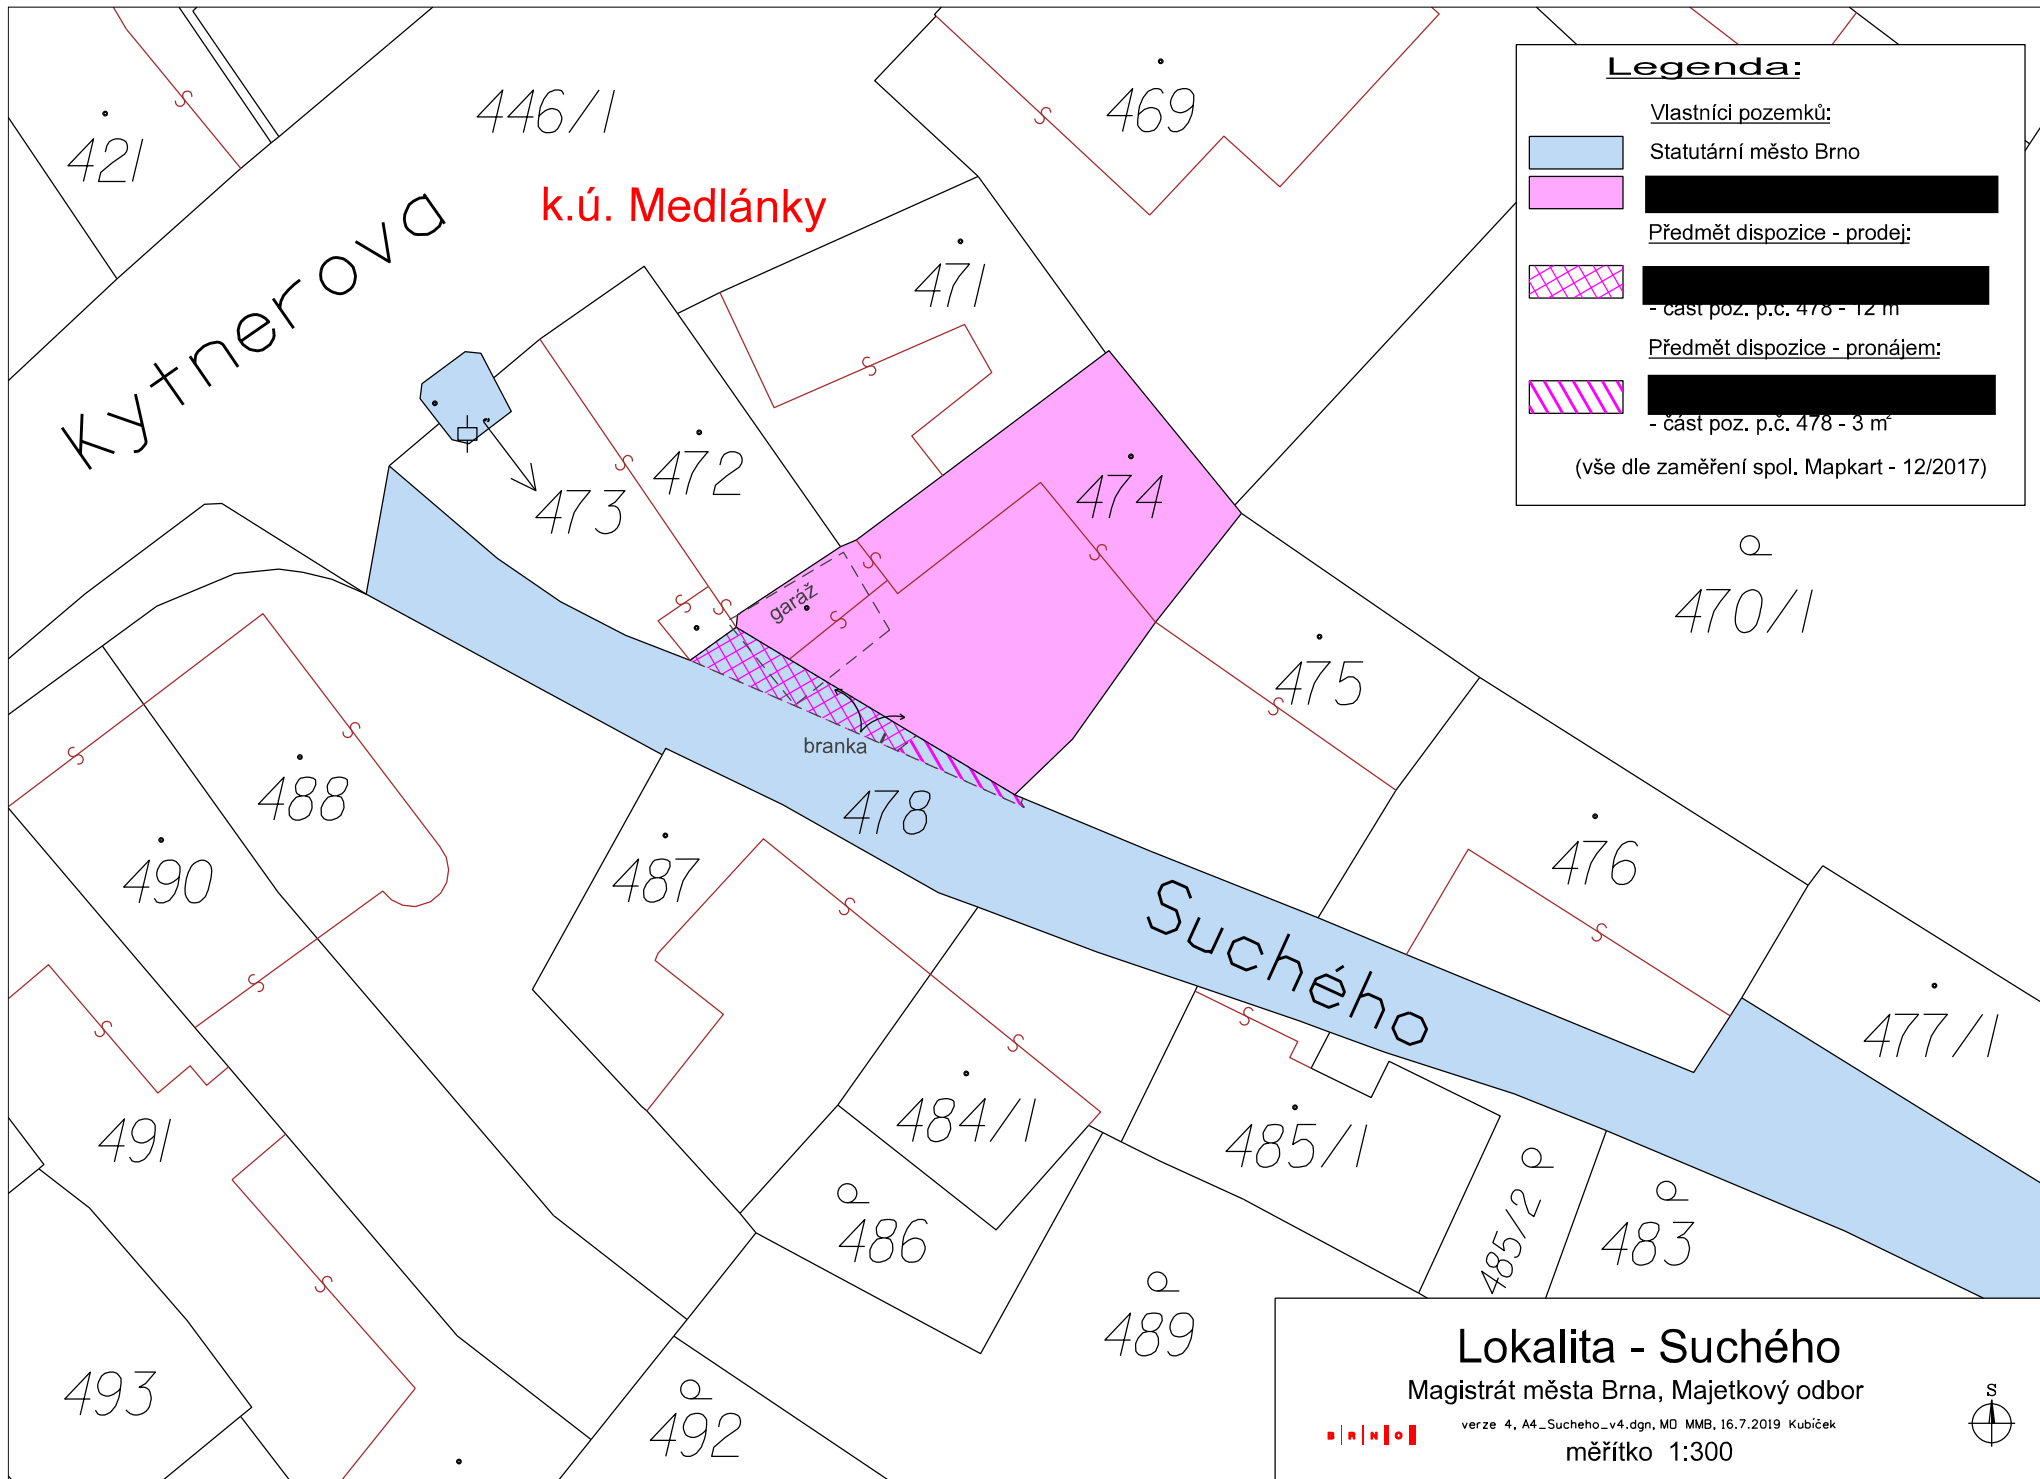 Legenda:
Vlastníci pozemků:
Statutární město Brno
Předmět dispozice - prodej:
- část poz. p.č. 478 - 12 m
Předmět dispozice - pronájem:
- část poz. p.č. 478 - 3 m²
(vše dle zaměření spol. Mapkart - 12/2017)
446/1
469
421
k.ú. Medlánky
Kytnerova
471
472
474
473
garáž
470/1
475
branka
478
488
490
487
476
Suchého
477/1
484/1
485/1
491
485/2
486
483
489
493
492
Lokalita - Suchého
Magistrát města Brna, Majetkový odbor
verze 4, A4_Sucheho_v4.dgn, MO MMB, 16.7.2019 Kubíček
BRNO
měřítko 1:300
S